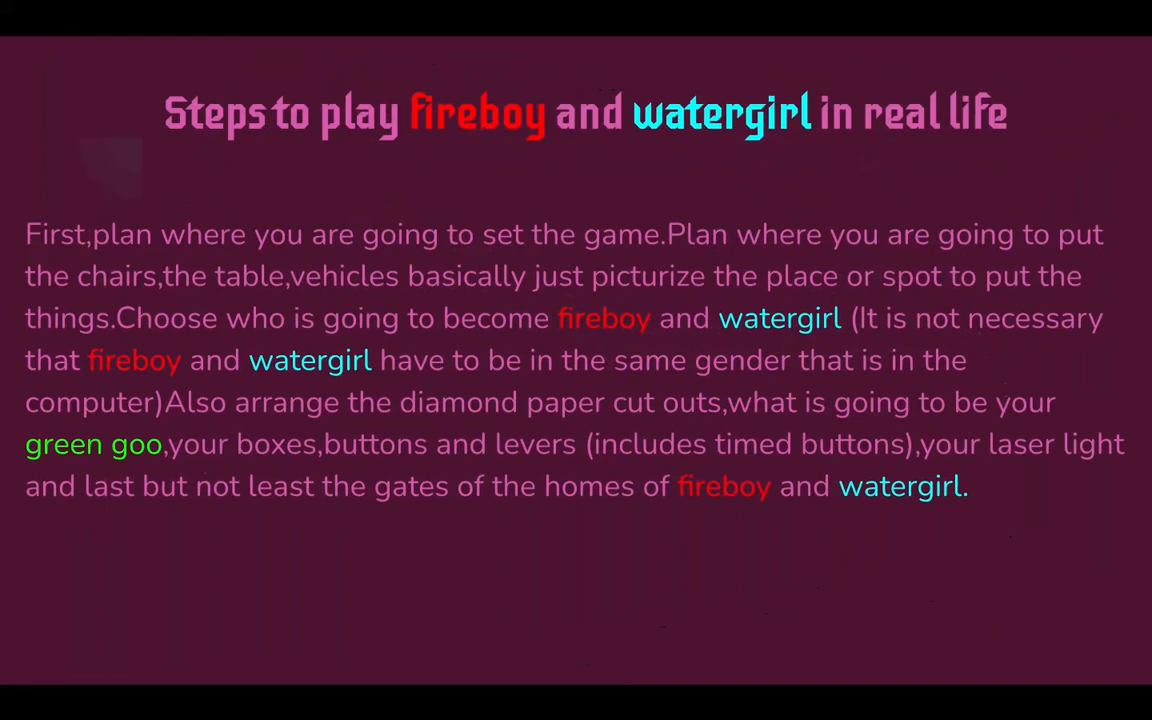 Steps to play fireboy and watergirl in real life
First,plan where you are going to set the game.Plan where you are going to put
the chairs,the table,vehicles basically just picturize the place or spot to put the
things.Choose who is going to become fireboy and watergirl (It is not necessary
that fireboy and watergirl have to be in the same gender that is in the
computer)Also arrange the diamond paper cut outs,what is going to be your
green goo,your boxes,buttons and levers (includes timed buttons),your laser light
and last but not least the gates of the homes of fireboy and watergirl.